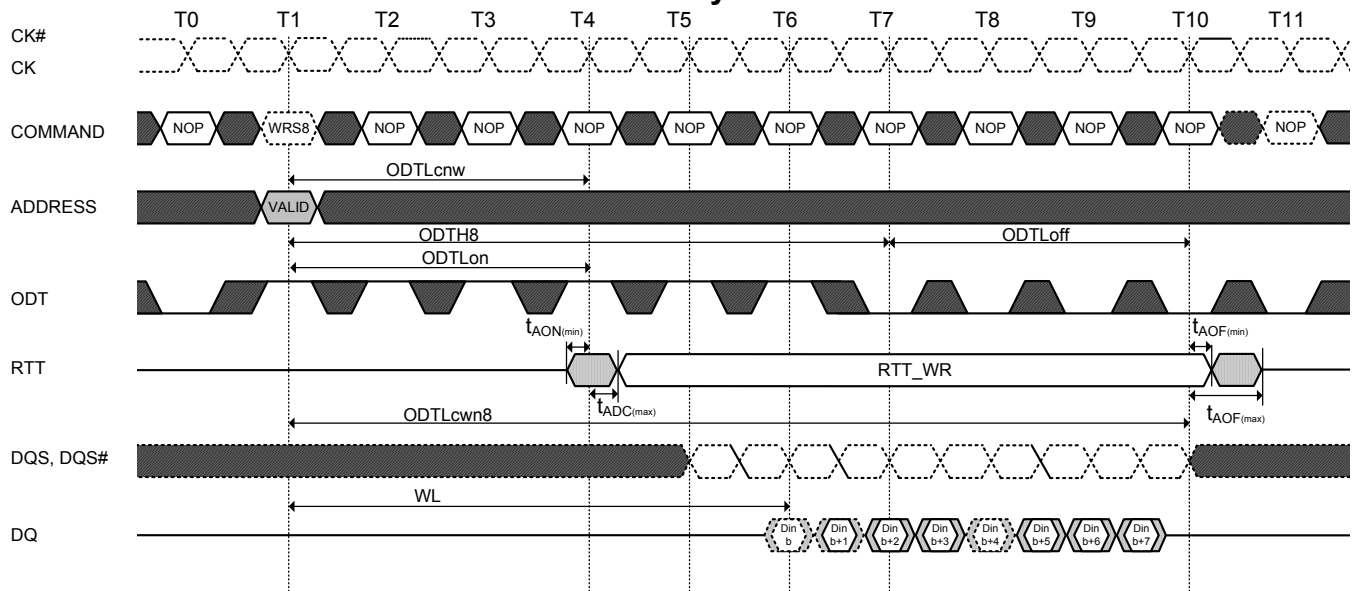 T0 T1 T2 T3 T4 T5 T6 T7 T8 T9 T10 T11
CK#
CK
COMMAND NOP WRS8 NOP NOP NOP NOP NOP NOP NOP NOP NOP NOP
ODTLcnw
ADDRESS VALID
ODTH8 ODTLoff
ODTLon
ODT
tAON(min) tAOF(min)
RTT RTT_WR
tADC(max) tAOF(max)
ODTLcwn8
DQS, DQS#
WL
DQ Din b Din b+1 Din b+2 Din b+3 Din b+4 Din b+5 Din b+6 Din b+7